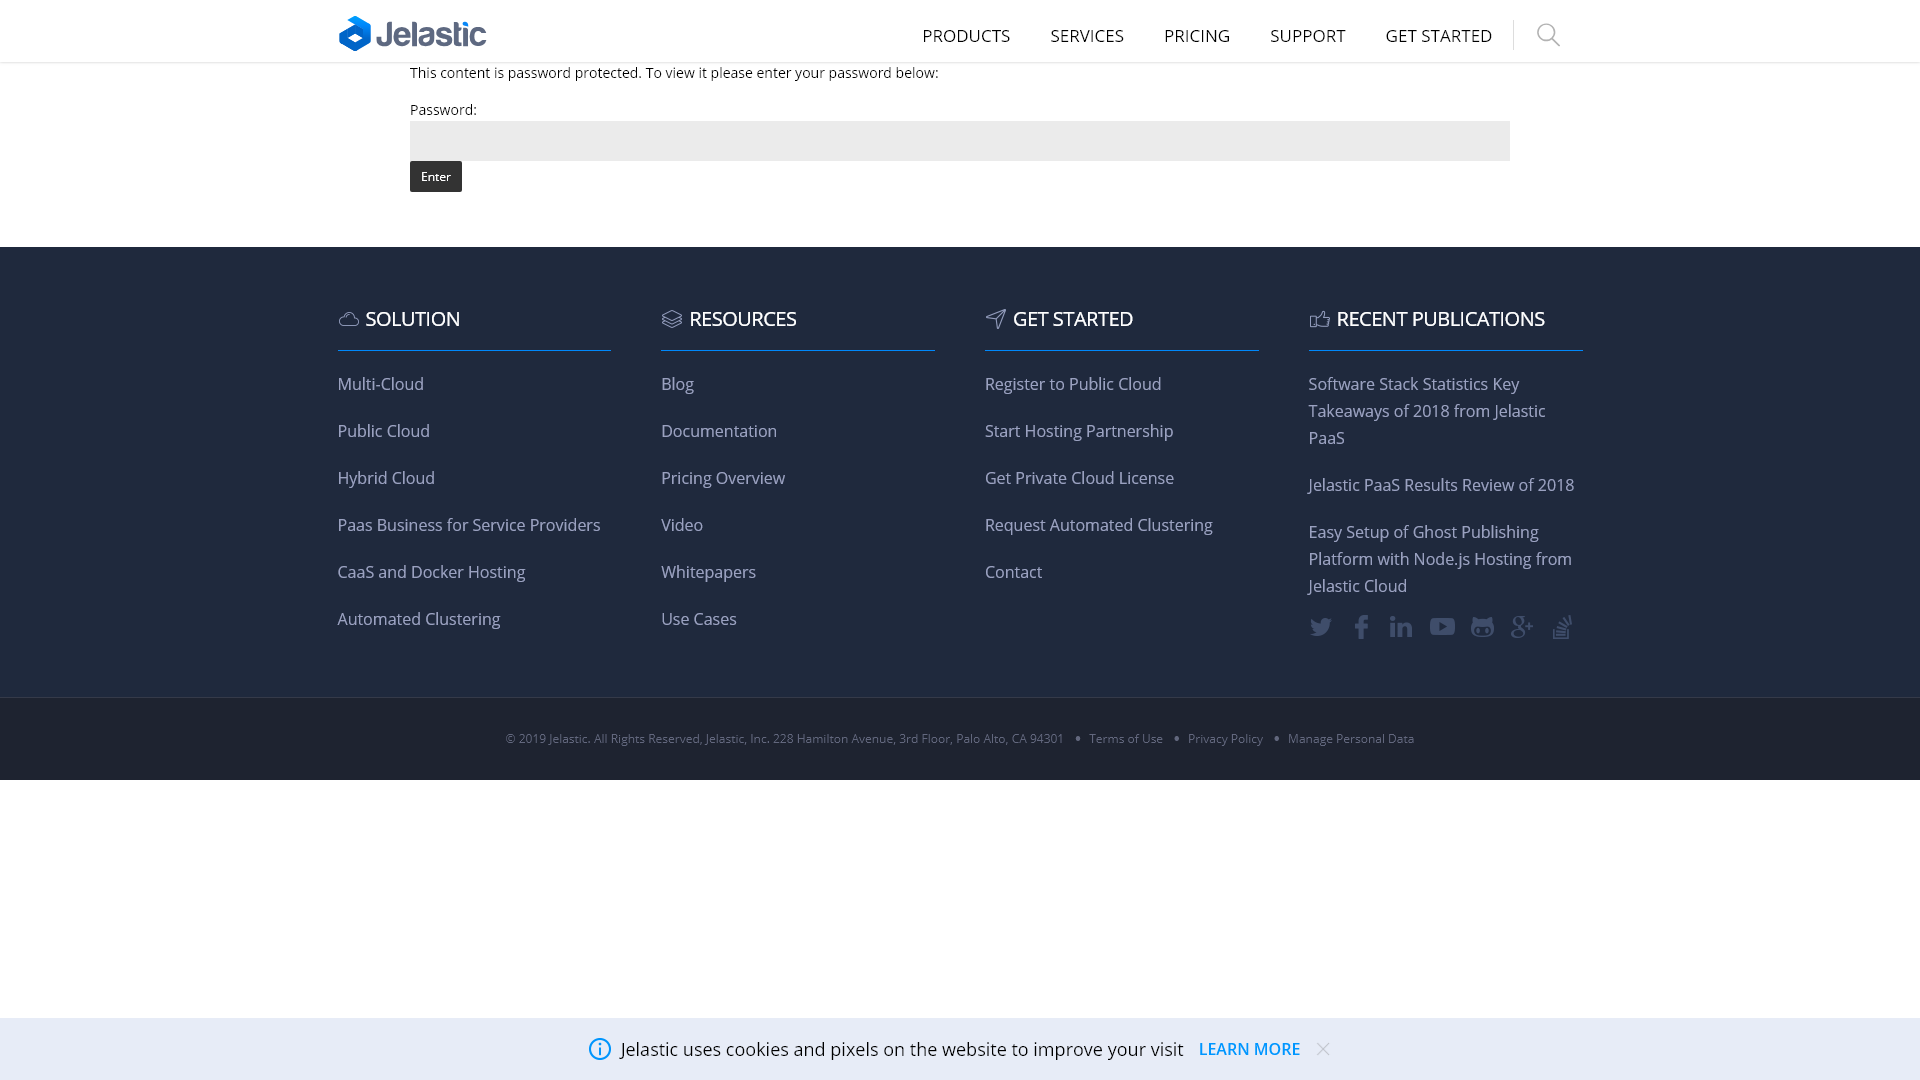 Jelastic
PRODUCTS
SERVICES
PRICING
SUPPORT
GET STARTED
This content is password protected. To view it please enter your password below:
Password:
Enter
SOLUTION
Multi-Cloud
Public Cloud
Hybrid Cloud
Paas Business for Service Providers
CaaS and Docker Hosting
Automated Clustering
RESOURCES
Blog
Documentation
Pricing Overview
Video
Whitepapers
Use Cases
GET STARTED
Register to Public Cloud
Start Hosting Partnership
Get Private Cloud License
Request Automated Clustering
Contact
RECENT PUBLICATIONS
Software Stack Statistics Key
Takeaways of 2018 from Jelastic
PaaS
Jelastic PaaS Results Review of 2018
Easy Setup of Ghost Publishing
Platform with Node.js Hosting from
Jelastic Cloud
© 2019 Jelastic. All Rights Reserved, Jelastic, Inc. 228 Hamilton Avenue, 3rd Floor, Palo Alto, CA 94301 • Terms of Use • Privacy Policy • Manage Personal Data
Jelastic uses cookies and pixels on the website to improve your visit LEARN MORE